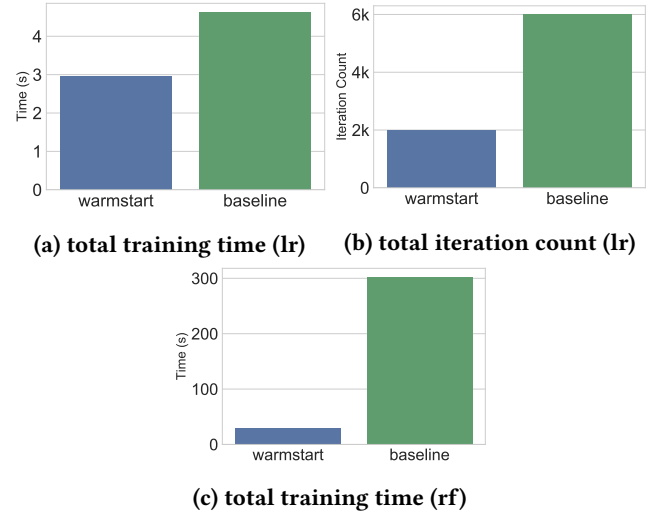 4
3
2
1
0
Time (s)
warmstart baseline
(a) total training time (lr)
6k
4k
2k
0
Iteration Count
warmstart baseline
(b) total iteration count (lr)
300
200
100
0
Time (s)
warmstart baseline
(c) total training time (rf)